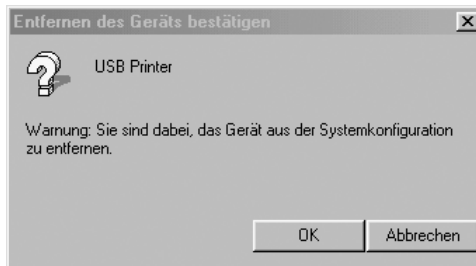 Entfernen des Geräts bestätigen
USB Printer
Warnung: Sie sind dabei, das Gerät aus der Systemkonfiguration
zu entfernen.
OK
Abbrechen